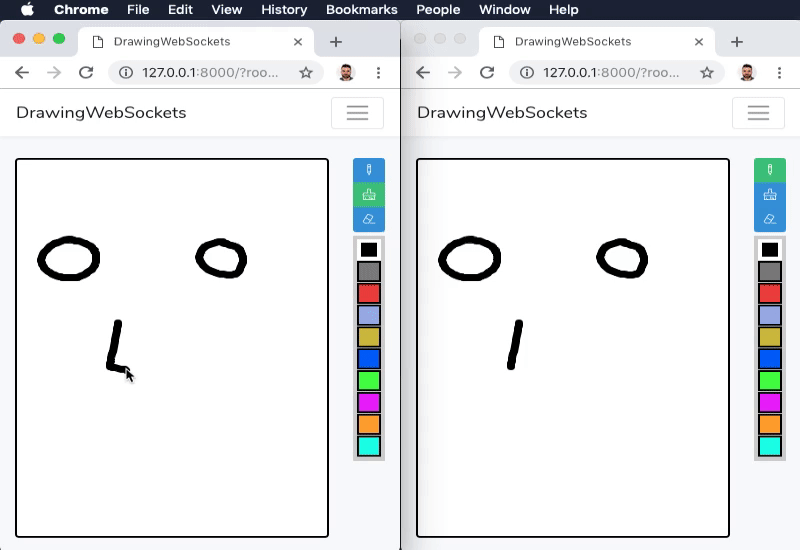 Chrome File Edit View History Bookmarks People Window Help
DrawingWebSockets
127.0.0.1:8000/?roo...
DrawingWebSockets
DrawingWebSockets
127.0.0.1:8000/?roo...
DrawingWebSockets